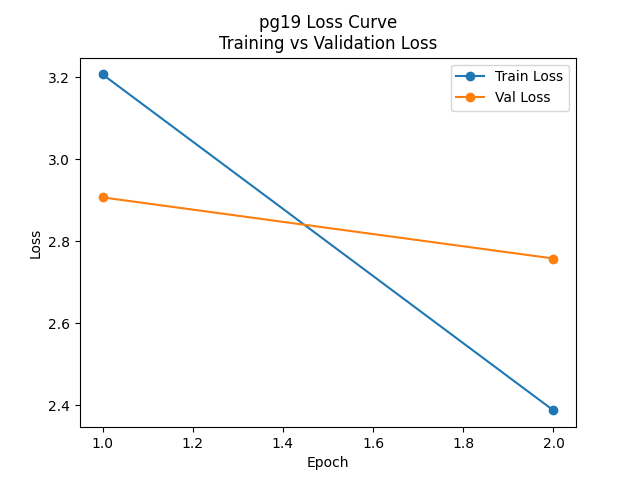 pg19 Loss Curve
Training vs Validation Loss
Train Loss
Val Loss
3.2
3.0
2.8
2.6
2.4
Loss
1.0
1.2
1.4
1.6
1.8
2.0
Epoch